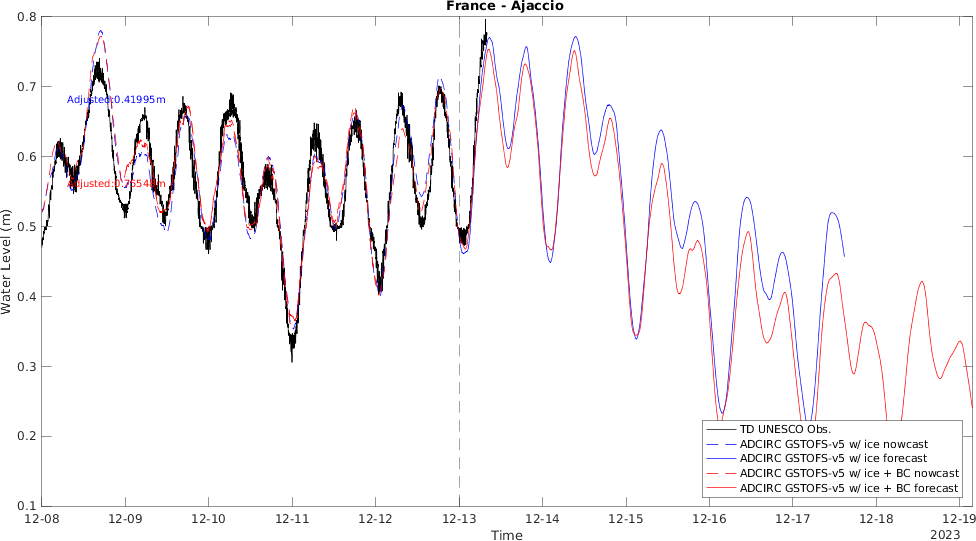 France - Ajaccio
0.8
0.7
0.6
0.5
0.4
0.3
0.2
0.1
Water Level (m)
Adjusted:0.41995m
12-08
12-09
12-10
12-11
12-12
12-13
12-14
12-15
12-16
12-17
12-18
12-19
Time
2023
TD UNESCO Obs.
ADCIRC GSTOFS-v5 w/ ice nowcast
ADCIRC GSTOFS-v5 w/ ice forecast
ADCIRC GSTOFS-v5 w/ ice + BC nowcast
ADCIRC GSTOFS-v5 w/ ice + BC forecast